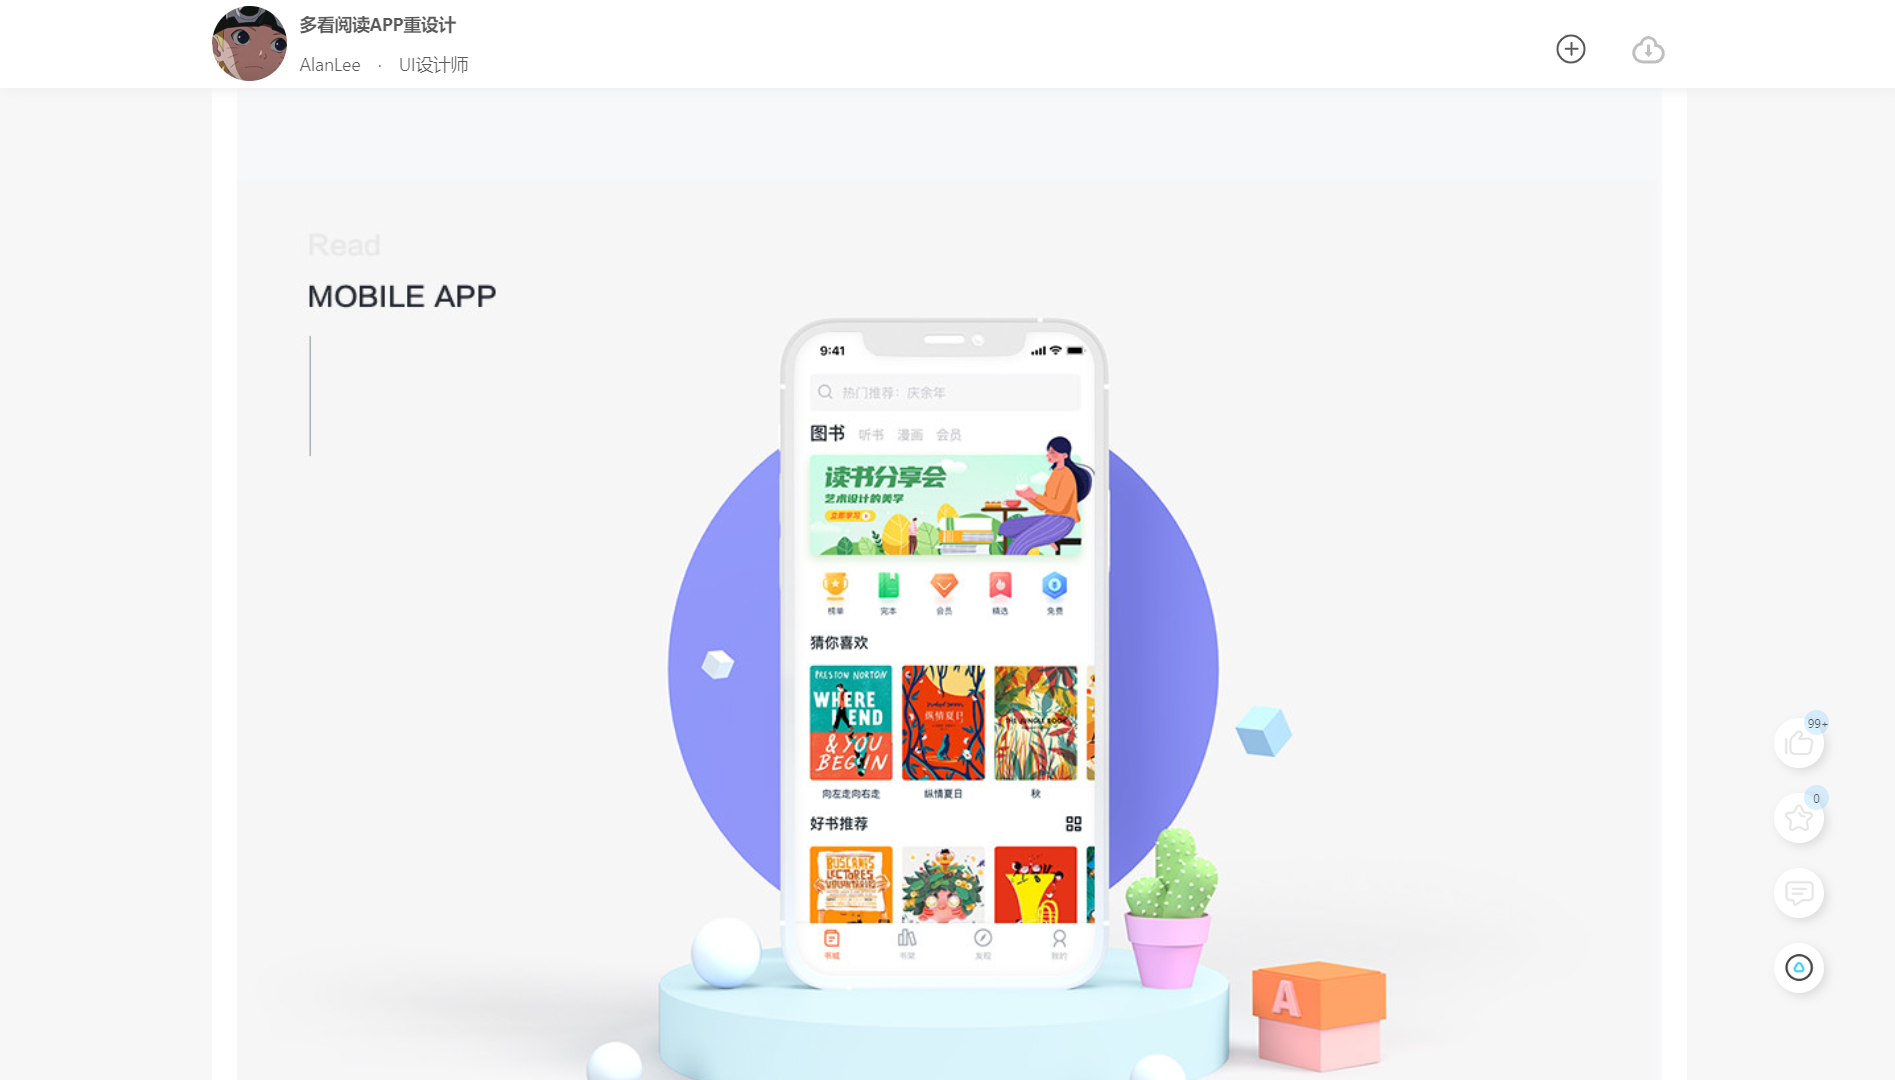 多看阅读APP重设计
AlanLee · UI设计师
Read
MOBILE APP
9:41
热门推荐：庆余年
图书 听书 漫画 会员
读书分享会
艺术设计的美学
立即学习
榜单 完本 会员 精选 免费
猜你喜欢
PRESTON NORTON
WHERE
I END
& YOU
BEGIN
纵情夏日
THE JUNGLE BOOK
向左走向右走 纵情夏日 秋
好书推荐
BUSCAMOS
LECTORES
VOLUNTARIOS
书城 书架 发现 我的
A
99+
0